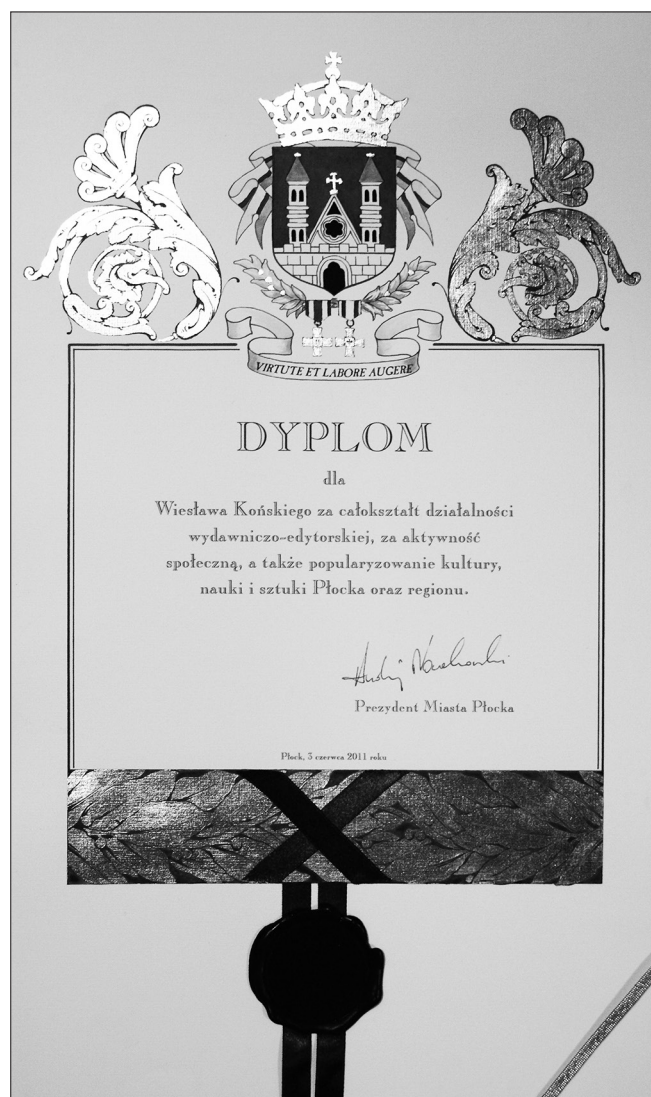 VIRTUTE ET LABORE AUGERE
DYPLOM
dla
Wiesława Końskiego za całokształt działalności
wydawniczo-edytorskiej, za aktywność
społeczną, a także popularyzowanie kultury,
nauki i sztuki Płocka oraz regionu.
Prezydent Miasta Płocka
Płock, 3 czerwca 2011 roku